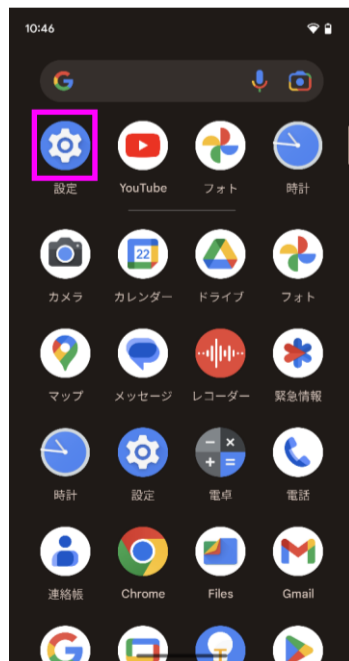 10:46
設定 YouTube フォト 時計
22
カメラ カレンダー ドライブ フォト
マップ メッセージ レコーダー 緊急情報
時計 設定 電卓 電話
連絡帳 Chrome Files Gmail